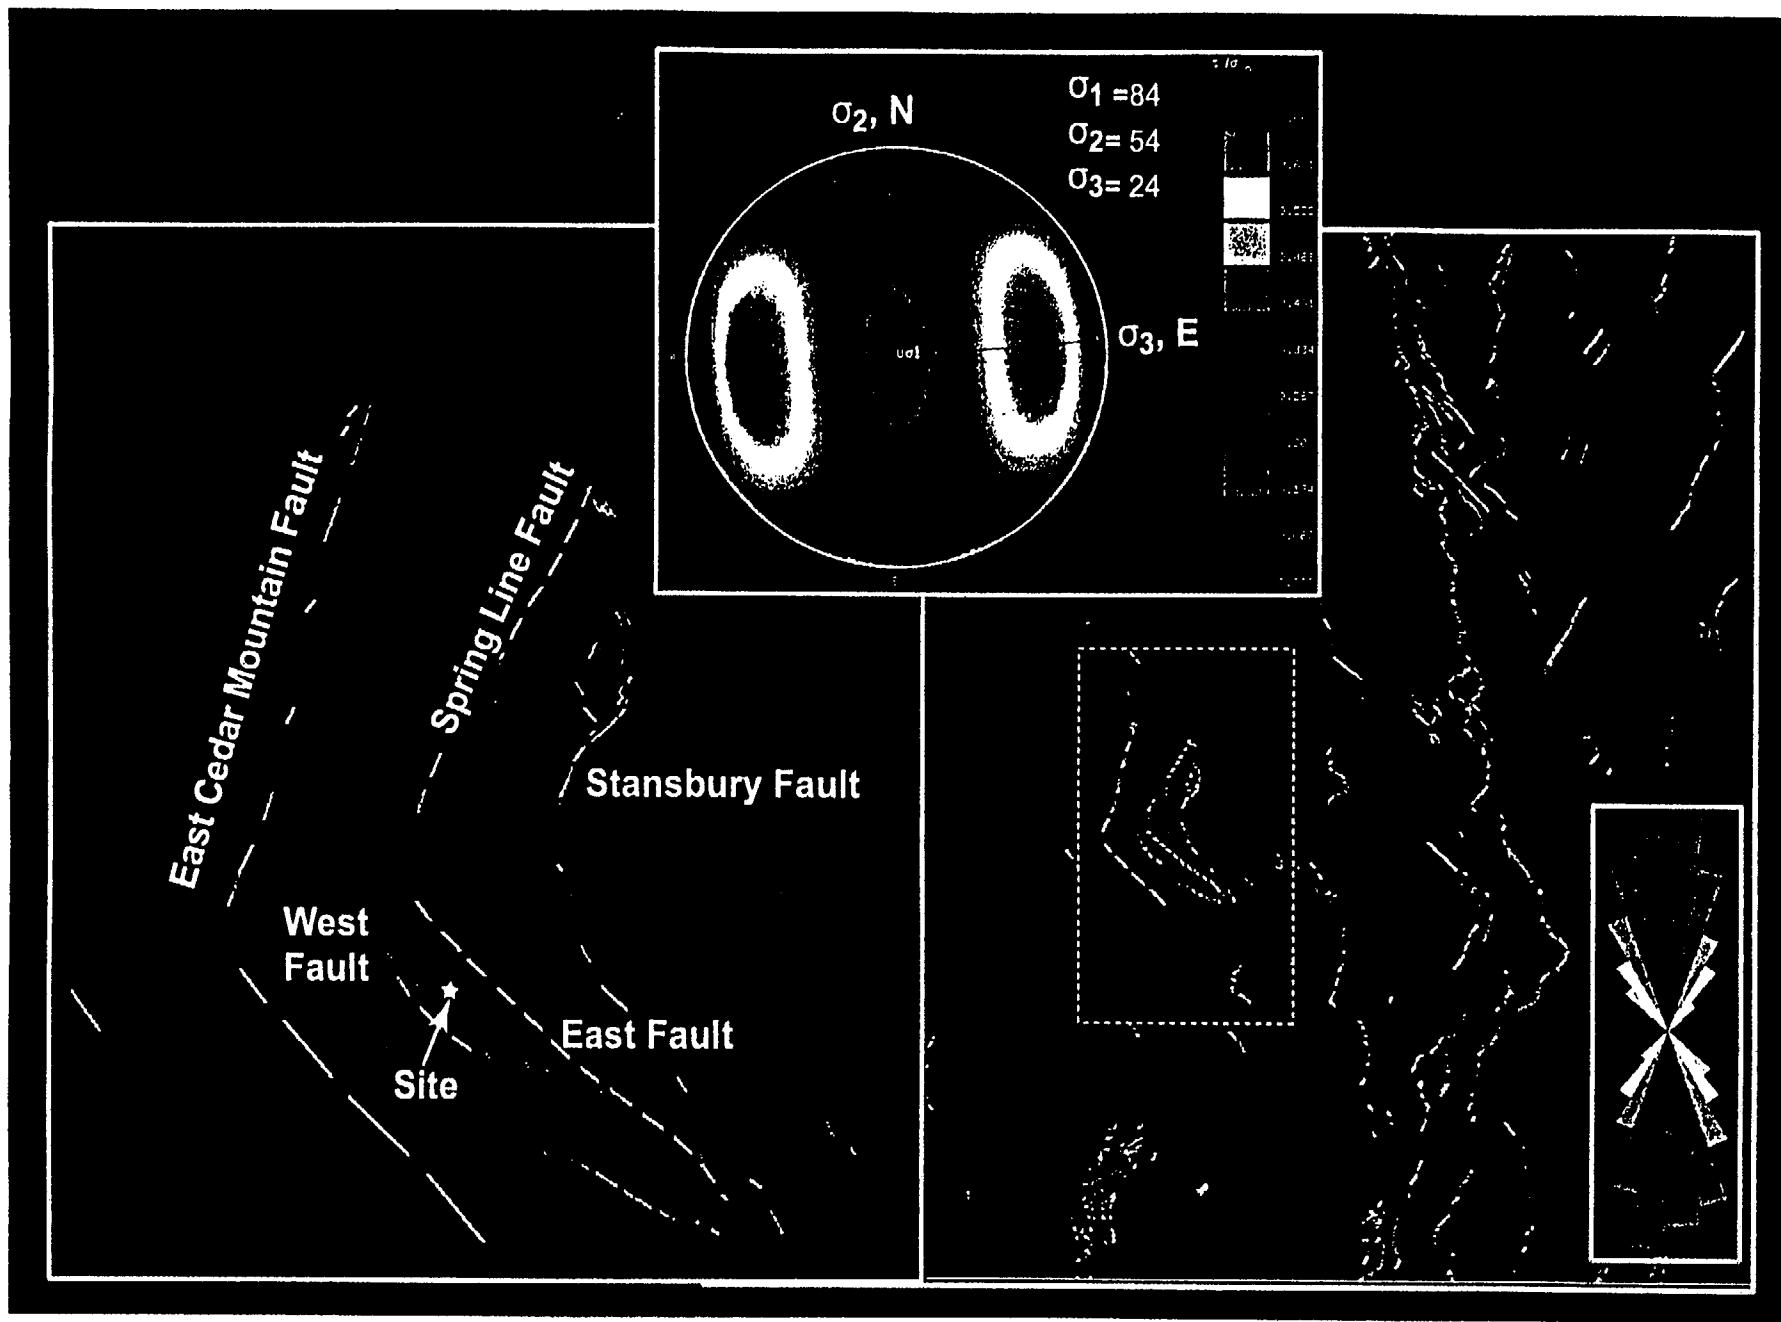 σ2, N
σ1 =84
σ2= 54
σ3= 24
σ3, E
East Cedar Mountain Fault
Spring Line Fault
Stansbury Fault
West
Fault
East Fault
Site